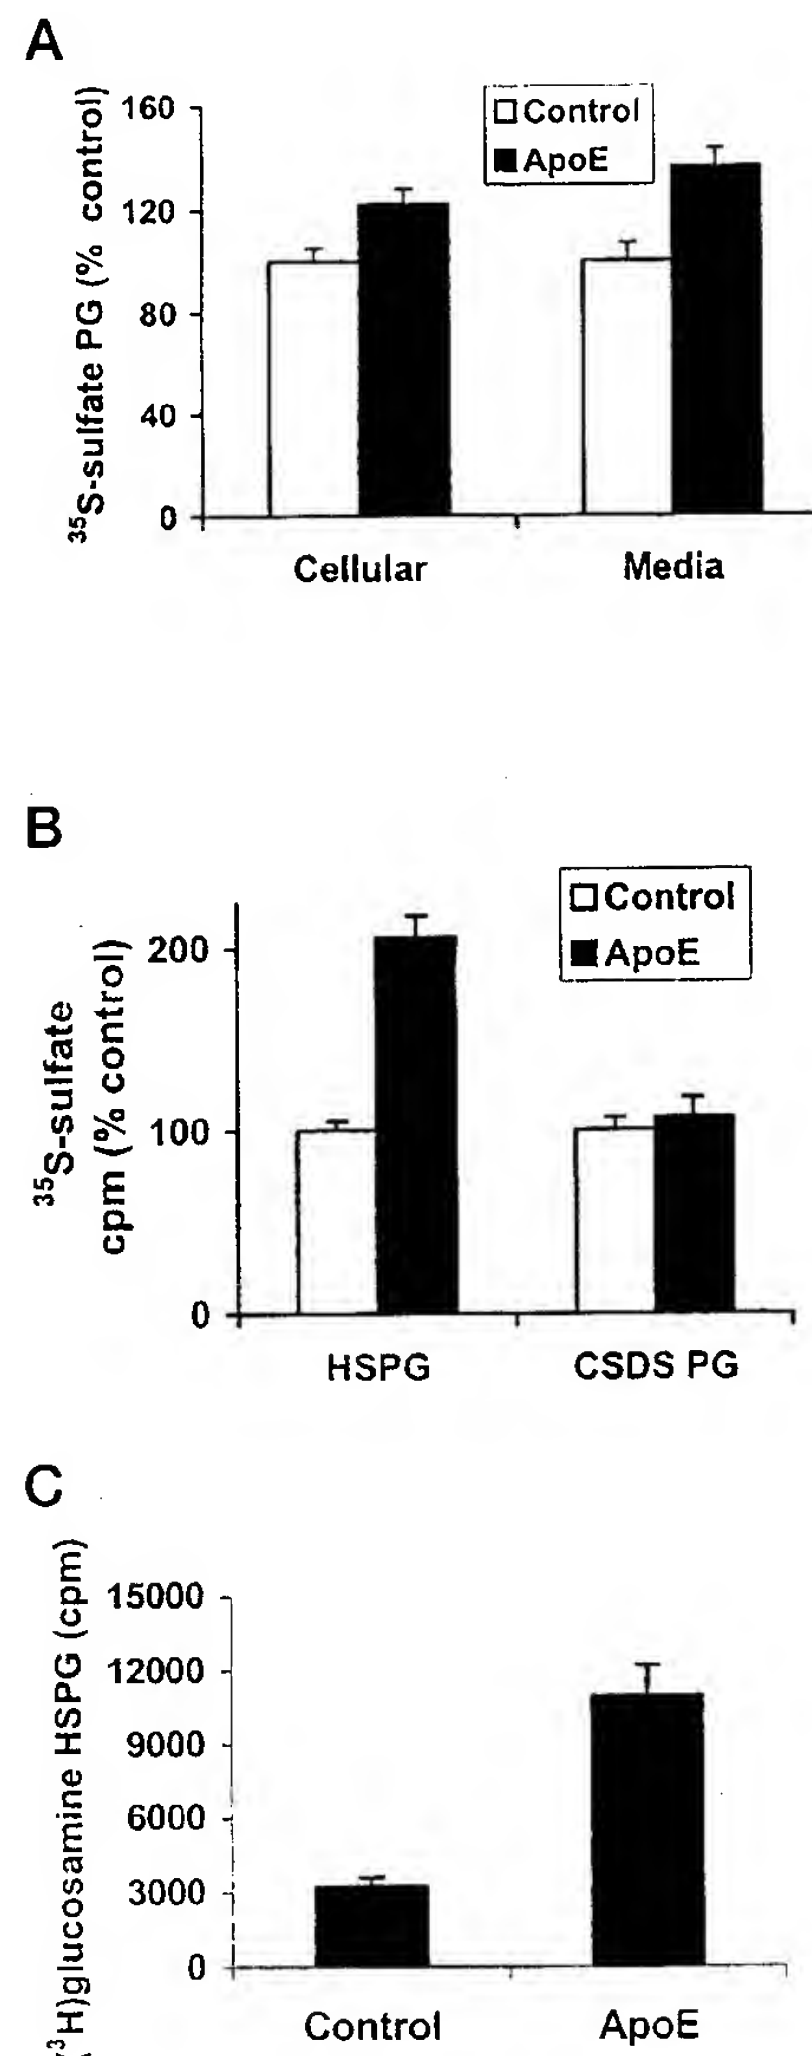 A
160
120
80
40
0
³⁵S-sulfate PG (% control)
Control
ApoE
Cellular Media
B
200
100
0
³⁵S-sulfate
cpm (% control)
Control
ApoE
HSPG CSDS PG
C
15000
12000
9000
6000
3000
0
(³H)glucosamine HSPG (cpm)
Control ApoE